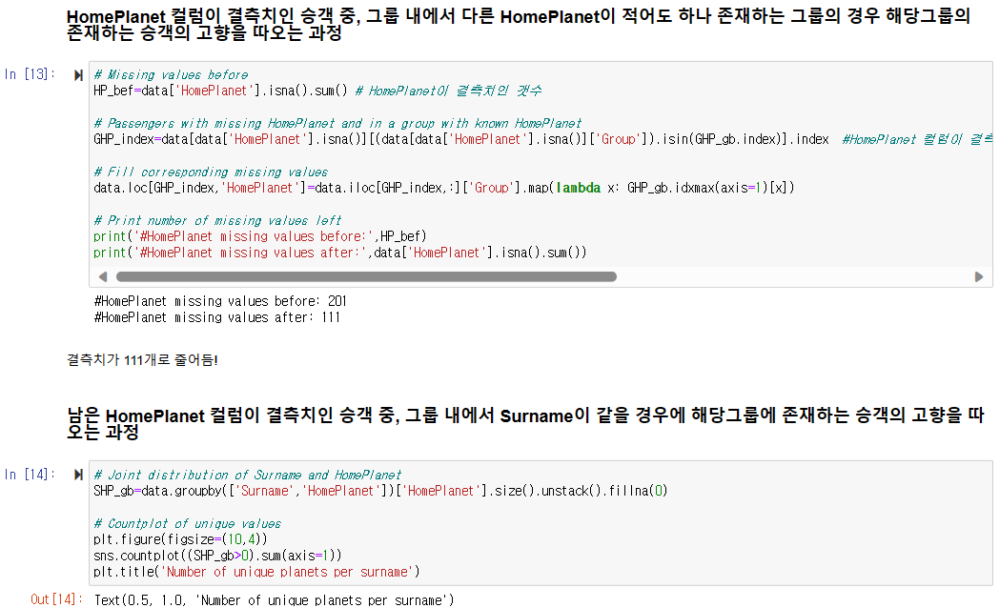 HomePlanet 컬럼이 결측치인 승객 중, 그룹 내에서 다른 HomePlanet이 적어도 하나 존재하는 그룹의 경우 해당그룹의
존재하는 승객의 고향을 따오는 과정
In [13]:
# Missing values before
HP_bef=data['HomePlanet'].isna().sum() # HomePlanet이 결측치인 갯수
# Passengers with missing HomePlanet and in a group with known HomePlanet
GHP_index=data[data['HomePlanet'].isna()][(data[data['HomePlanet'].isna()]['Group']).isin(GHP_gb.index)].index #HomePlanet 컬럼이 결측
# Fill corresponding missing values
data.loc[GHP_index,'HomePlanet']=data.iloc[GHP_index,:]['Group'].map(lambda x: GHP_gb.idxmax(axis=1)[x])
# Print number of missing values left
print('#HomePlanet missing values before:',HP_bef)
print('#HomePlanet missing values after:',data['HomePlanet'].isna().sum())
#HomePlanet missing values before: 201
#HomePlanet missing values after: 111
결측치가 111개로 줄어듬!
남은 HomePlanet 컬럼이 결측치인 승객 중, 그룹 내에서 Surname이 같을 경우에 해당그룹에 존재하는 승객의 고향을 따
오는 과정
In [14]:
# Joint distribution of Surname and HomePlanet
SHP_gb=data.groupby(['Surname','HomePlanet'])['HomePlanet'].size().unstack().fillna(0)
# Countplot of unique values
plt.figure(figsize=(10,4))
sns.countplot((SHP_gb>0).sum(axis=1))
plt.title('Number of unique planets per surname')
Out[14]: Text(0.5, 1.0, 'Number of unique planets per surname')